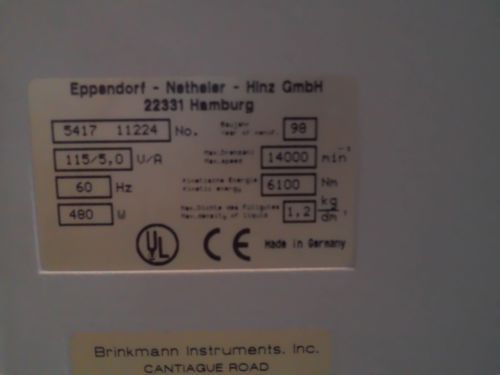 Eppendorf - Netheler - Hinz GmbH
22331 Hamburg
5417 11224 No. Baujahr 98
Year of manuf.
115/5,0 V/A Max.Drehzahl 14000 min⁻¹
Max.speed
60 Hz Kinetische Energie 6100 Nm
Kinetic energy
480 W Max.Dichte des Füllgutes 1,2 kg/dm³
Max.density of liquid
UL CE Made in Germany
Brinkmann Instruments, Inc.
CANTIAGUE ROAD